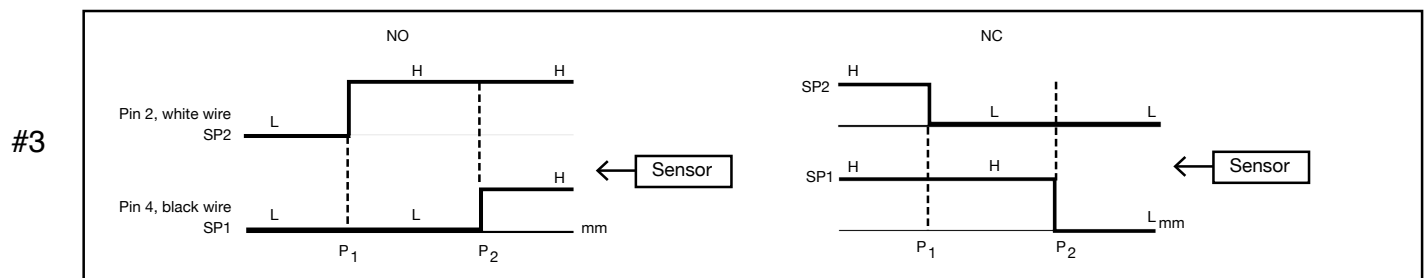 #3
NO
H H
Pin 2, white wire
L
SP2
Sensor
H
Pin 4, black wire
L L
SP1
mm
P1 P2
NC
H
SP2
L L
Sensor
H H
SP1
L mm
P1 P2